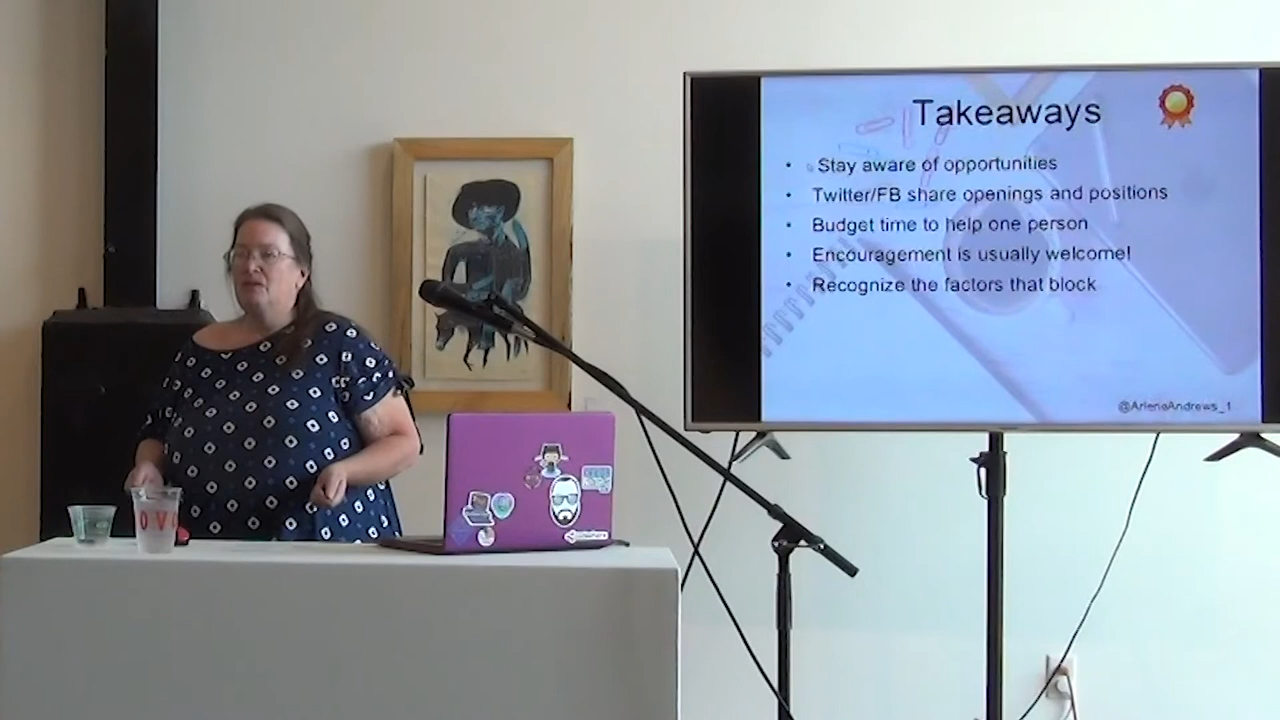 Takeaways
• Stay aware of opportunities
• Twitter/FB share openings and positions
• Budget time to help one person
• Encouragement is usually welcome!
• Recognize the factors that block
@ArleneAndrews_1
OVO